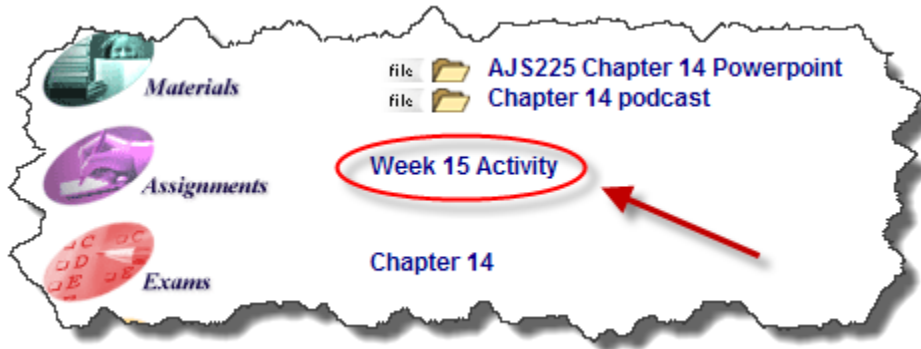 Materials
file AJS225 Chapter 14 Powerpoint
file Chapter 14 podcast
Assignments
Week 15 Activity
C C
D
E E
Exams
Chapter 14